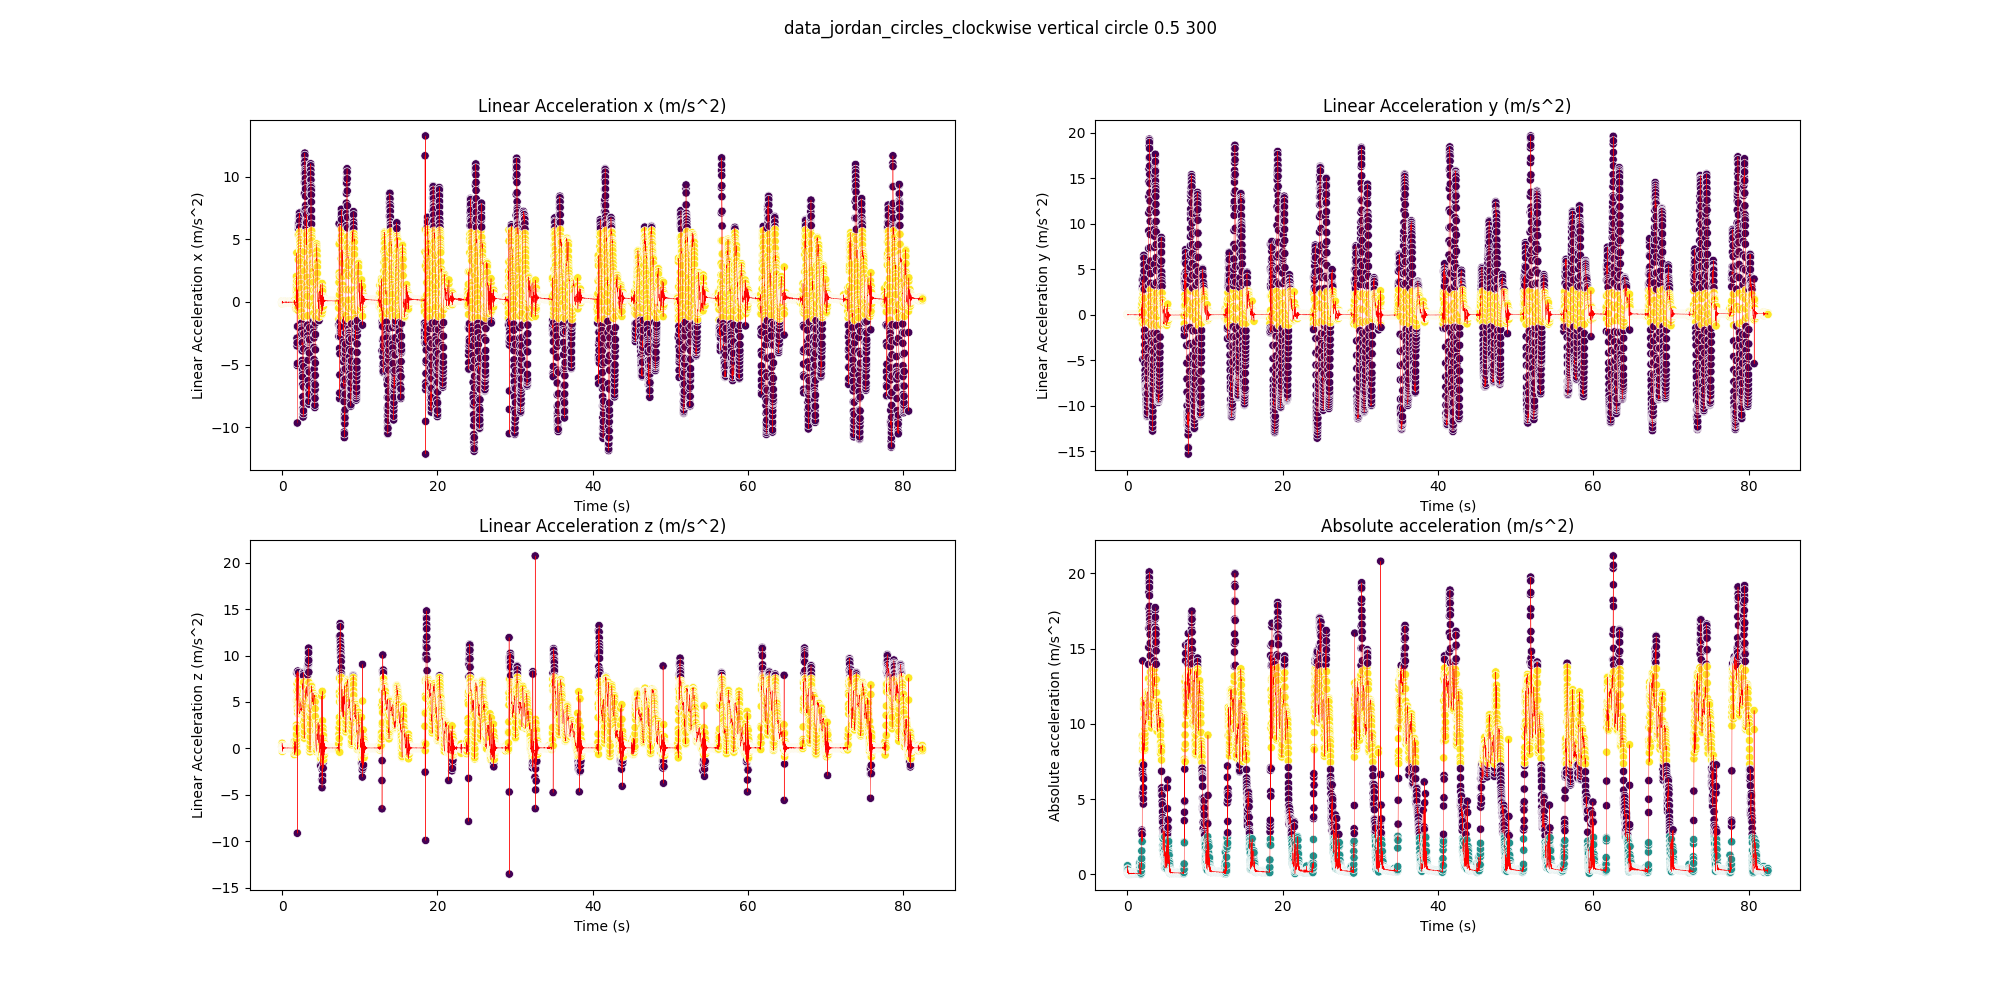 data_jordan_circles_clockwise vertical circle 0.5 300
Linear Acceleration x (m/s^2)
Linear Acceleration x (m/s^2)
10
5
0
−5
−10
0 20 40 60 80
Time (s)
Linear Acceleration y (m/s^2)
Linear Acceleration y (m/s^2)
20
15
10
5
0
−5
−10
−15
0 20 40 60 80
Time (s)
Linear Acceleration z (m/s^2)
Linear Acceleration z (m/s^2)
20
15
10
5
0
−5
−10
−15
0 20 40 60 80
Time (s)
Absolute acceleration (m/s^2)
Absolute acceleration (m/s^2)
20
15
10
5
0
0 20 40 60 80
Time (s)